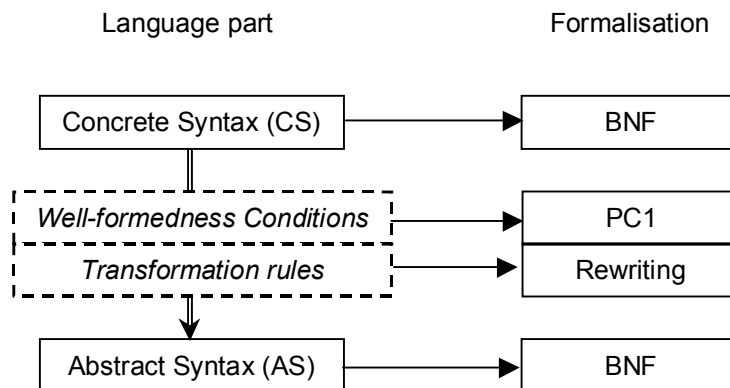 Language part
Formalisation
Concrete Syntax (CS)
BNF
Well-formedness Conditions
PC1
Transformation rules
Rewriting
Abstract Syntax (AS)
BNF